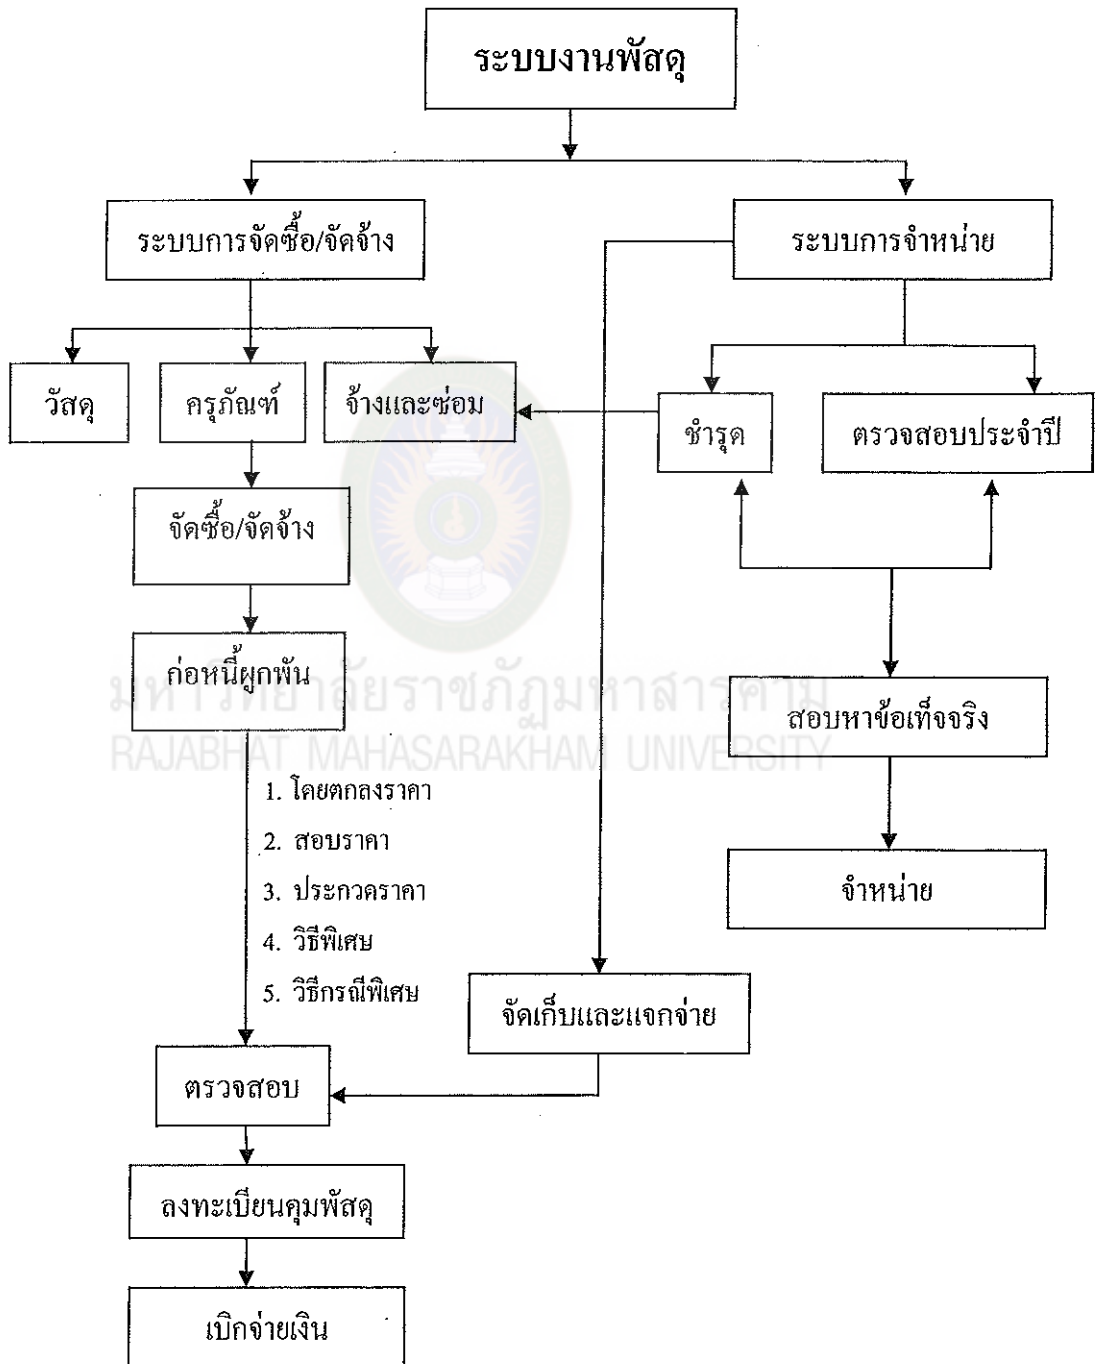 ระบบงานพัสดุ
ระบบการจัดซื้อ/จัดจ้าง
ระบบการจำหน่าย
วัสดุ
ครุภัณฑ์
จ้างและซ่อม
ชำรุด
ตรวจสอบประจำปี
จัดซื้อ/จัดจ้าง
ก่อหนี้ผูกพัน
มหาวิทยาลัยราชภัฏมหาสารคาม
RAJABHAT MAHASARAKHAM UNIVERSITY
สอบหาข้อเท็จจริง
1. โดยตกลงราคา
2. สอบราคา
3. ประกวดราคา
4. วิธีพิเศษ
5. วิธีกรณีพิเศษ
จำหน่าย
จัดเก็บและแจกจ่าย
ตรวจสอบ
ลงทะเบียนคุมพัสดุ
เบิกจ่ายเงิน